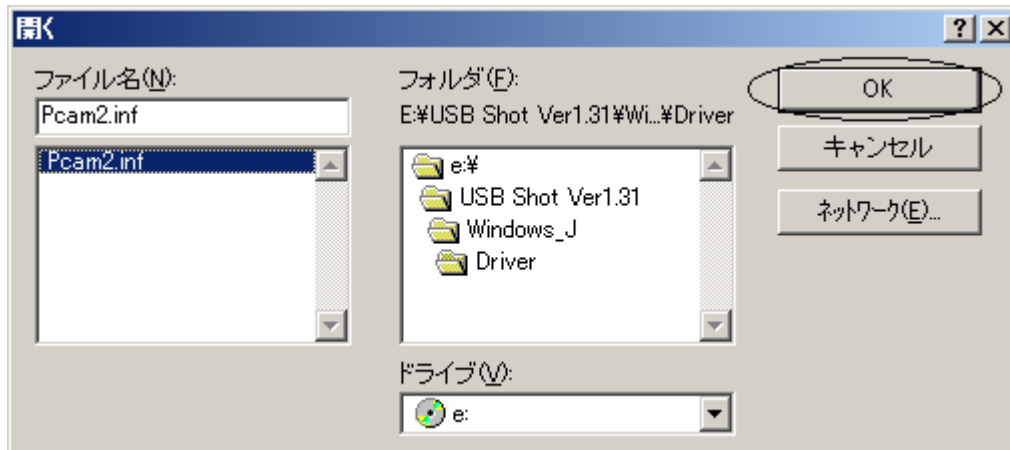 開く
ファイル名(N):
Pcam2.inf
Pcam2.inf
フォルダ(F):
E:¥USB Shot Ver1.31¥Wi...¥Driver
e:¥
USB Shot Ver1.31
Windows_J
Driver
ドライブ(V):
e:
OK
キャンセル
ネットワーク(E)...